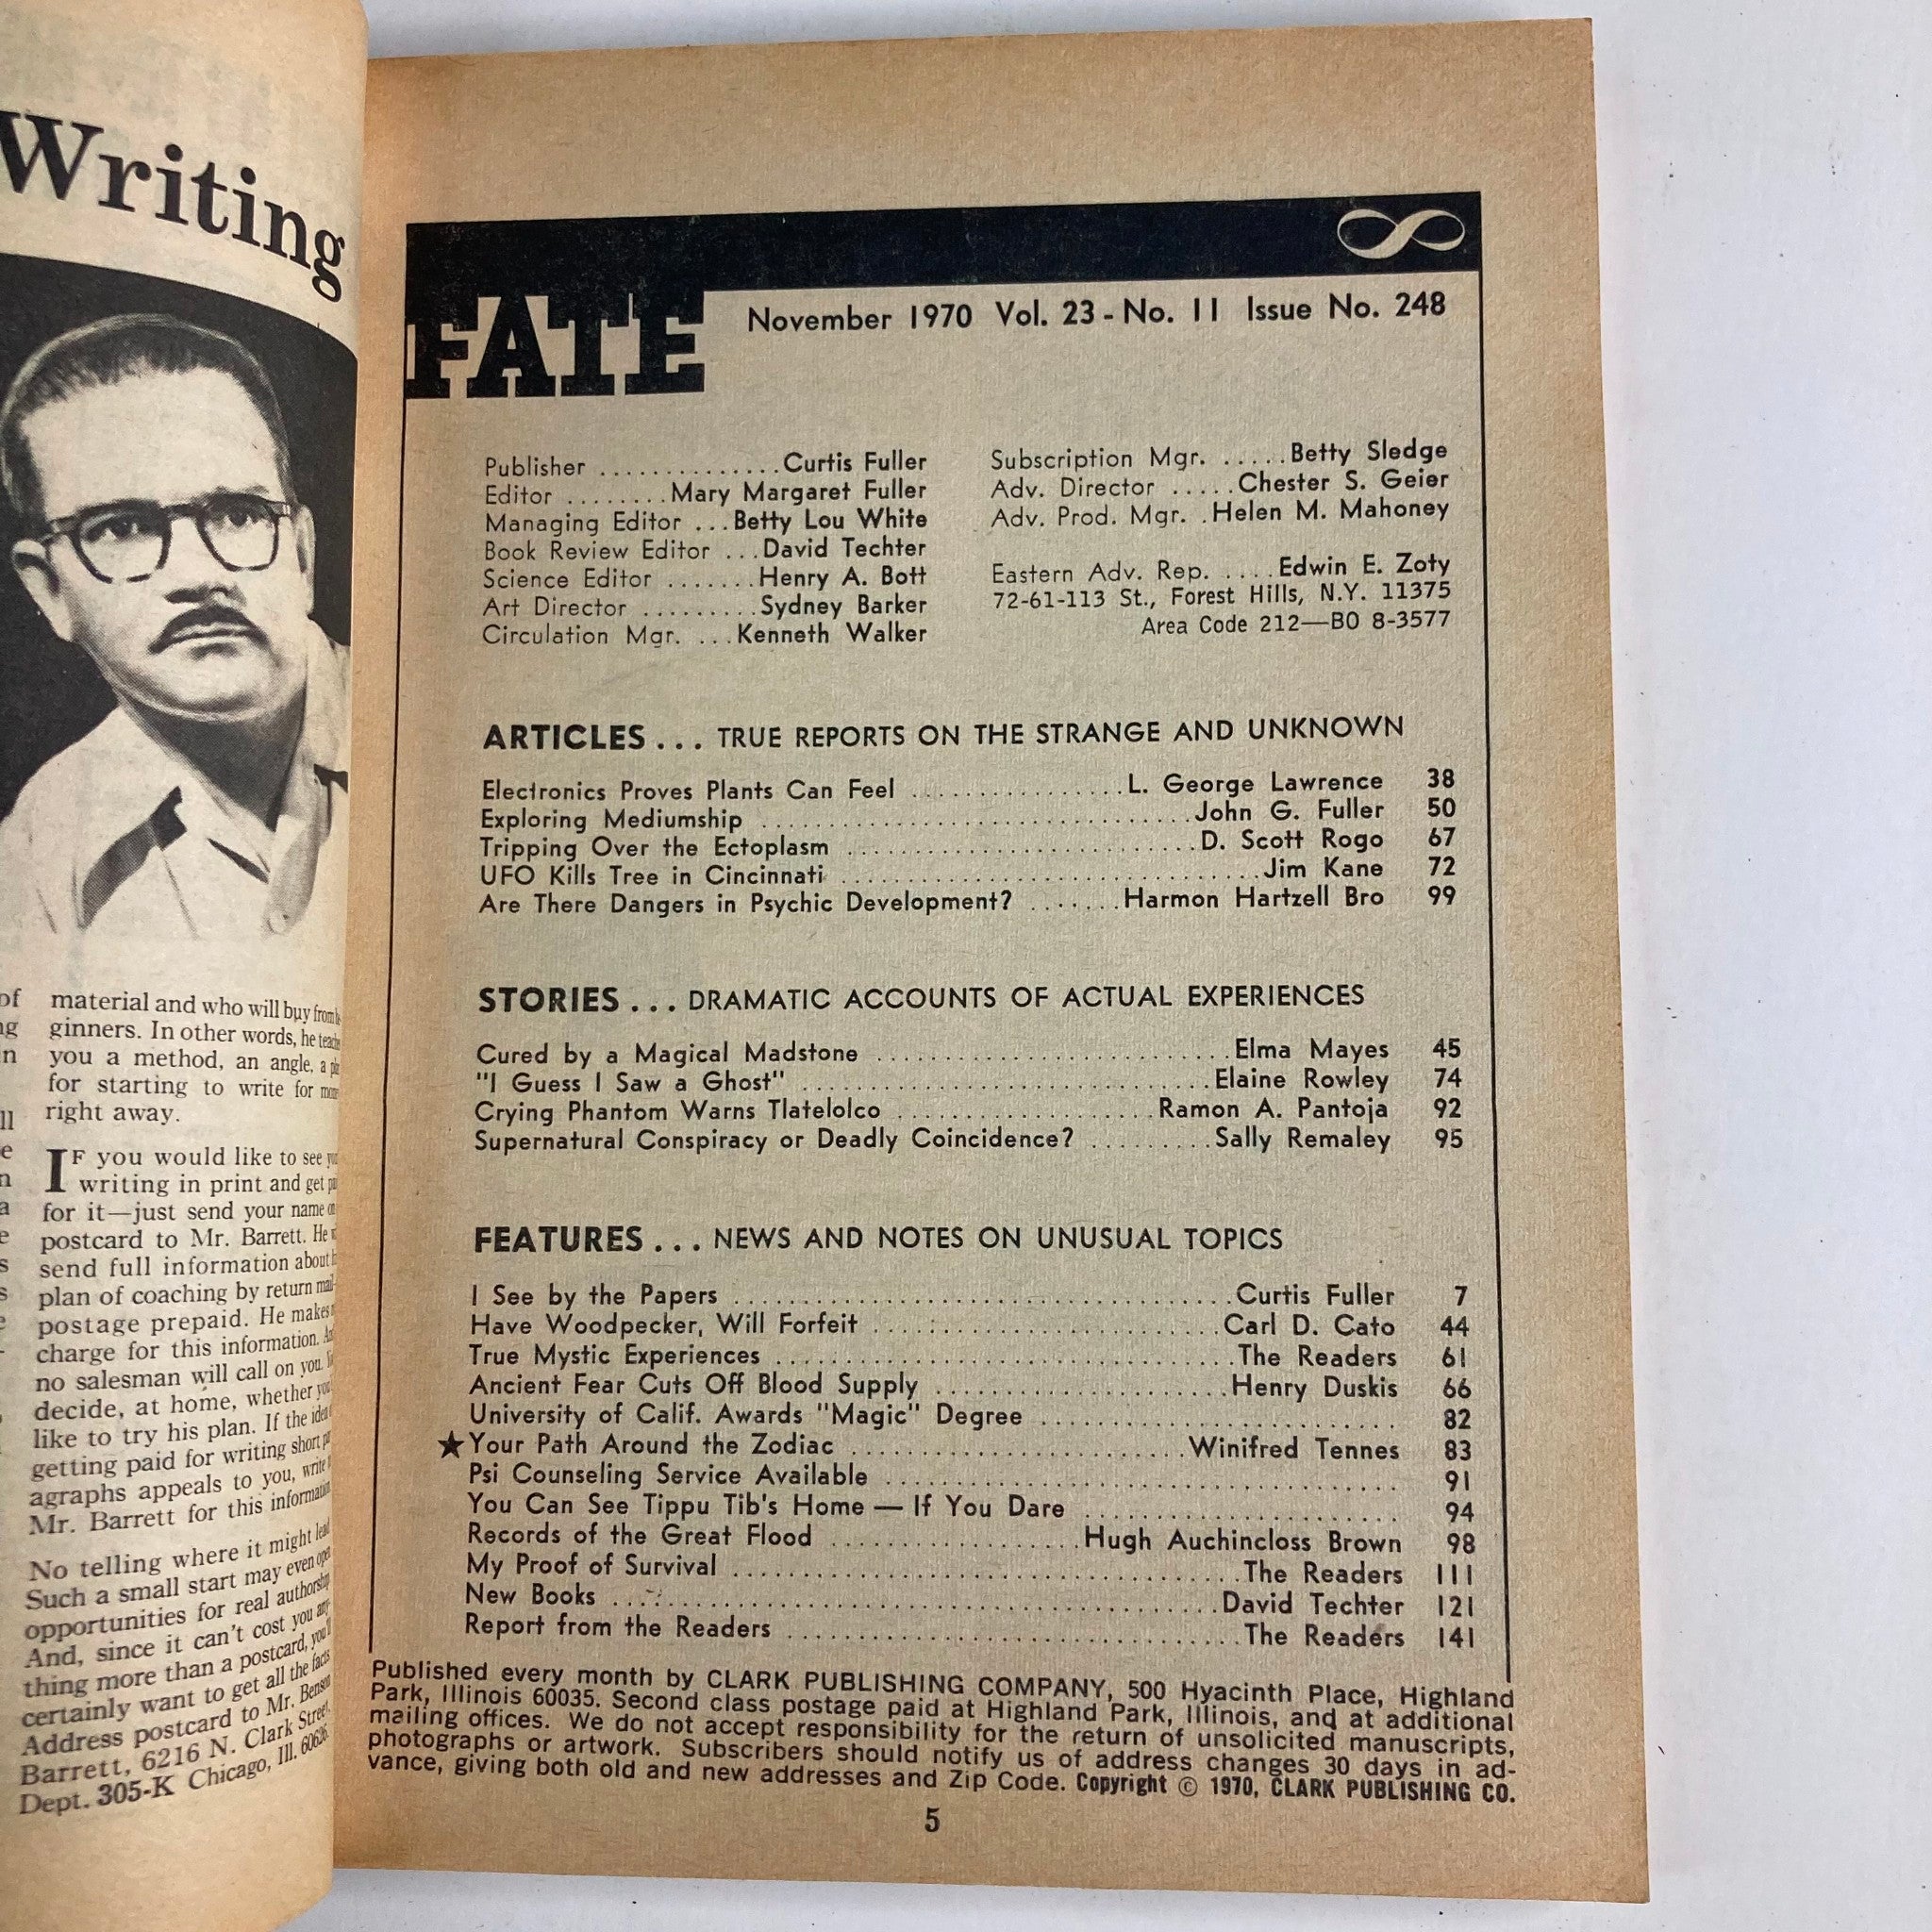 Writing
of
ng
in
ll
e
n
a
e
s
s
e
material and who will buy from
ginners. In other words, he
you a method, an angle, a
for starting to write for
right away.
IF you would like to see
writing in print and get
for it—just send your name on
postcard to Mr. Barrett. He
send full information about
plan of coaching by return mail
postage prepaid. He makes
charge for this information.
no salesman will call on you.
decide, at home, whether you
like to try his plan. If the idea
getting paid for writing short
agraphs appeals to you, write
Mr. Barrett for this information
No telling where it might lead
Such a small start may even open
opportunities for real authorship
And, since it can't cost you any-
thing more than a postcard, you'll
certainly want to get all the facts
Address postcard to Mr. Benson
Barrett, 6216 N. Clark Street,
Dept. 305-K Chicago, Ill. 60626.
FATE
November 1970 Vol. 23 - No. 11 Issue No. 248
Publisher ..............Curtis Fuller
Editor ........Mary Margaret Fuller
Managing Editor ...Betty Lou White
Book Review Editor ...David Techter
Science Editor .......Henry A. Bott
Art Director .........Sydney Barker
Circulation Mgr. ...Kenneth Walker
Subscription Mgr. .....Betty Sledge
Adv. Director .....Chester S. Geier
Adv. Prod. Mgr. .Helen M. Mahoney
Eastern Adv. Rep. ....Edwin E. Zoty
72-61-113 St., Forest Hills, N.Y. 11375
Area Code 212—BO 8-3577
ARTICLES ... TRUE REPORTS ON THE STRANGE AND UNKNOWN
Electronics Proves Plants Can Feel ................L. George Lawrence 38
Exploring Mediumship ................................John G. Fuller 50
Tripping Over the Ectoplasm ..........................D. Scott Rogo 67
UFO Kills Tree in Cincinnati ...............................Jim Kane 72
Are There Dangers in Psychic Development? .......Harmon Hartzell Bro 99
STORIES ... DRAMATIC ACCOUNTS OF ACTUAL EXPERIENCES
Cured by a Magical Madstone ...........................Elma Mayes 45
"I Guess I Saw a Ghost" ...............................Elaine Rowley 74
Crying Phantom Warns Tlatelolco ....................Ramon A. Pantoja 92
Supernatural Conspiracy or Deadly Coincidence? .........Sally Remaley 95
FEATURES ... NEWS AND NOTES ON UNUSUAL TOPICS
I See by the Papers .....................................Curtis Fuller 7
Have Woodpecker, Will Forfeit ..........................Carl D. Cato 44
True Mystic Experiences ..................................The Readers 61
Ancient Fear Cuts Off Blood Supply ......................Henry Duskis 66
University of Calif. Awards "Magic" Degree ........................... 82
★Your Path Around the Zodiac .........................Winifred Tennes 83
Psi Counseling Service Available ....................................... 91
You Can See Tippu Tib's Home — If You Dare ........................ 94
Records of the Great Flood ...................Hugh Auchincloss Brown 98
My Proof of Survival ......................................The Readers 111
New Books ..............................................David Techter 121
Report from the Readers ..................................The Readers 141
Published every month by CLARK PUBLISHING COMPANY, 500 Hyacinth Place, Highland
Park, Illinois 60035. Second class postage paid at Highland Park, Illinois, and at additional
mailing offices. We do not accept responsibility for the return of unsolicited manuscripts,
photographs or artwork. Subscribers should notify us of address changes 30 days in ad-
vance, giving both old and new addresses and Zip Code. Copyright © 1970, CLARK PUBLISHING CO.
5